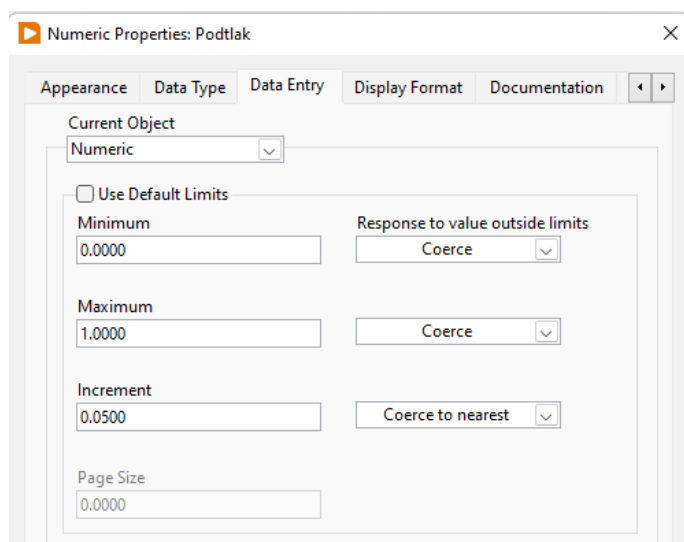 Numeric Properties: Podtlak
Appearance Data Type Data Entry Display Format Documentation
Current Object
Numeric
Use Default Limits
Minimum Response to value outside limits
0.0000 Coerce
Maximum
1.0000 Coerce
Increment
0.0500 Coerce to nearest
Page Size
0.0000